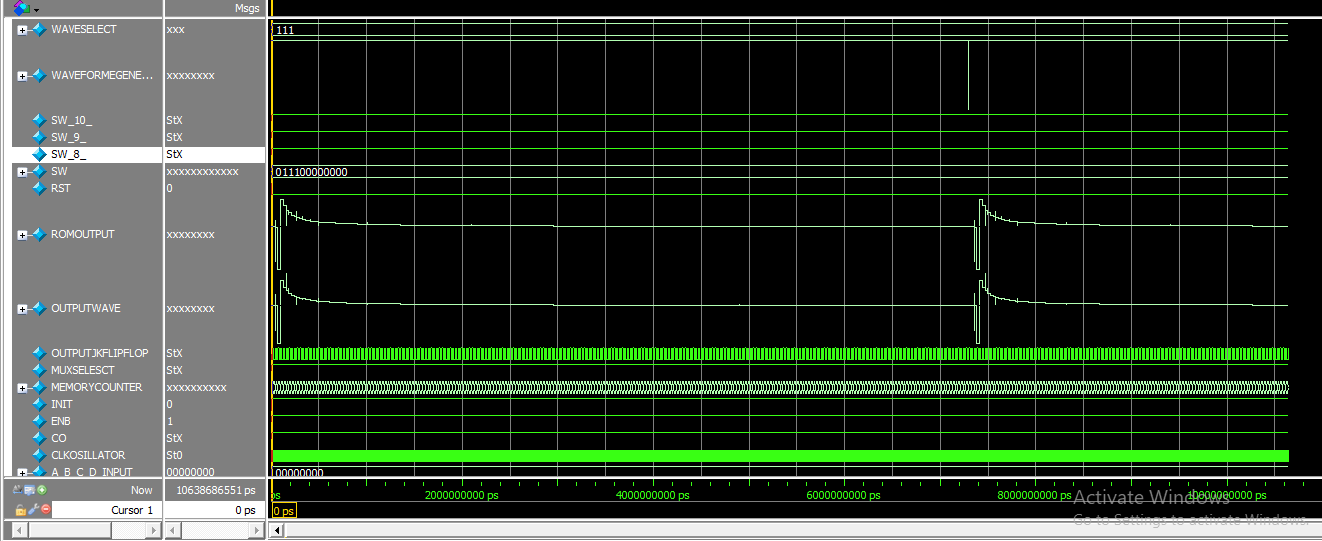 Msgs
WAVESELECT xxx 111
WAVEFORMEGENE... xxxxxxxx
SW_10_ StX
SW_9_ StX
SW_8_ StX
SW xxxxxxxxxxxx 011100000000
RST 0
ROMOUTPUT xxxxxxxx
OUTPUTWAVE xxxxxxxx
OUTPUTJKFLIPFLOP StX
MUXSELESCT StX
MEMORYCOUNTER xxxxxxxxxx
INIT 0
ENB 1
CO StX
CLKOSILLATOR St0
A_B_C_D_INPUT 00000000 00000000
Now 10638686551 ps ps 2000000000 ps 4000000000 ps 6000000000 ps 8000000000 ps 10000000000 ps
Cursor 1 0 ps 0 ps
Activate Windows
Go to Settings to activate Windows.